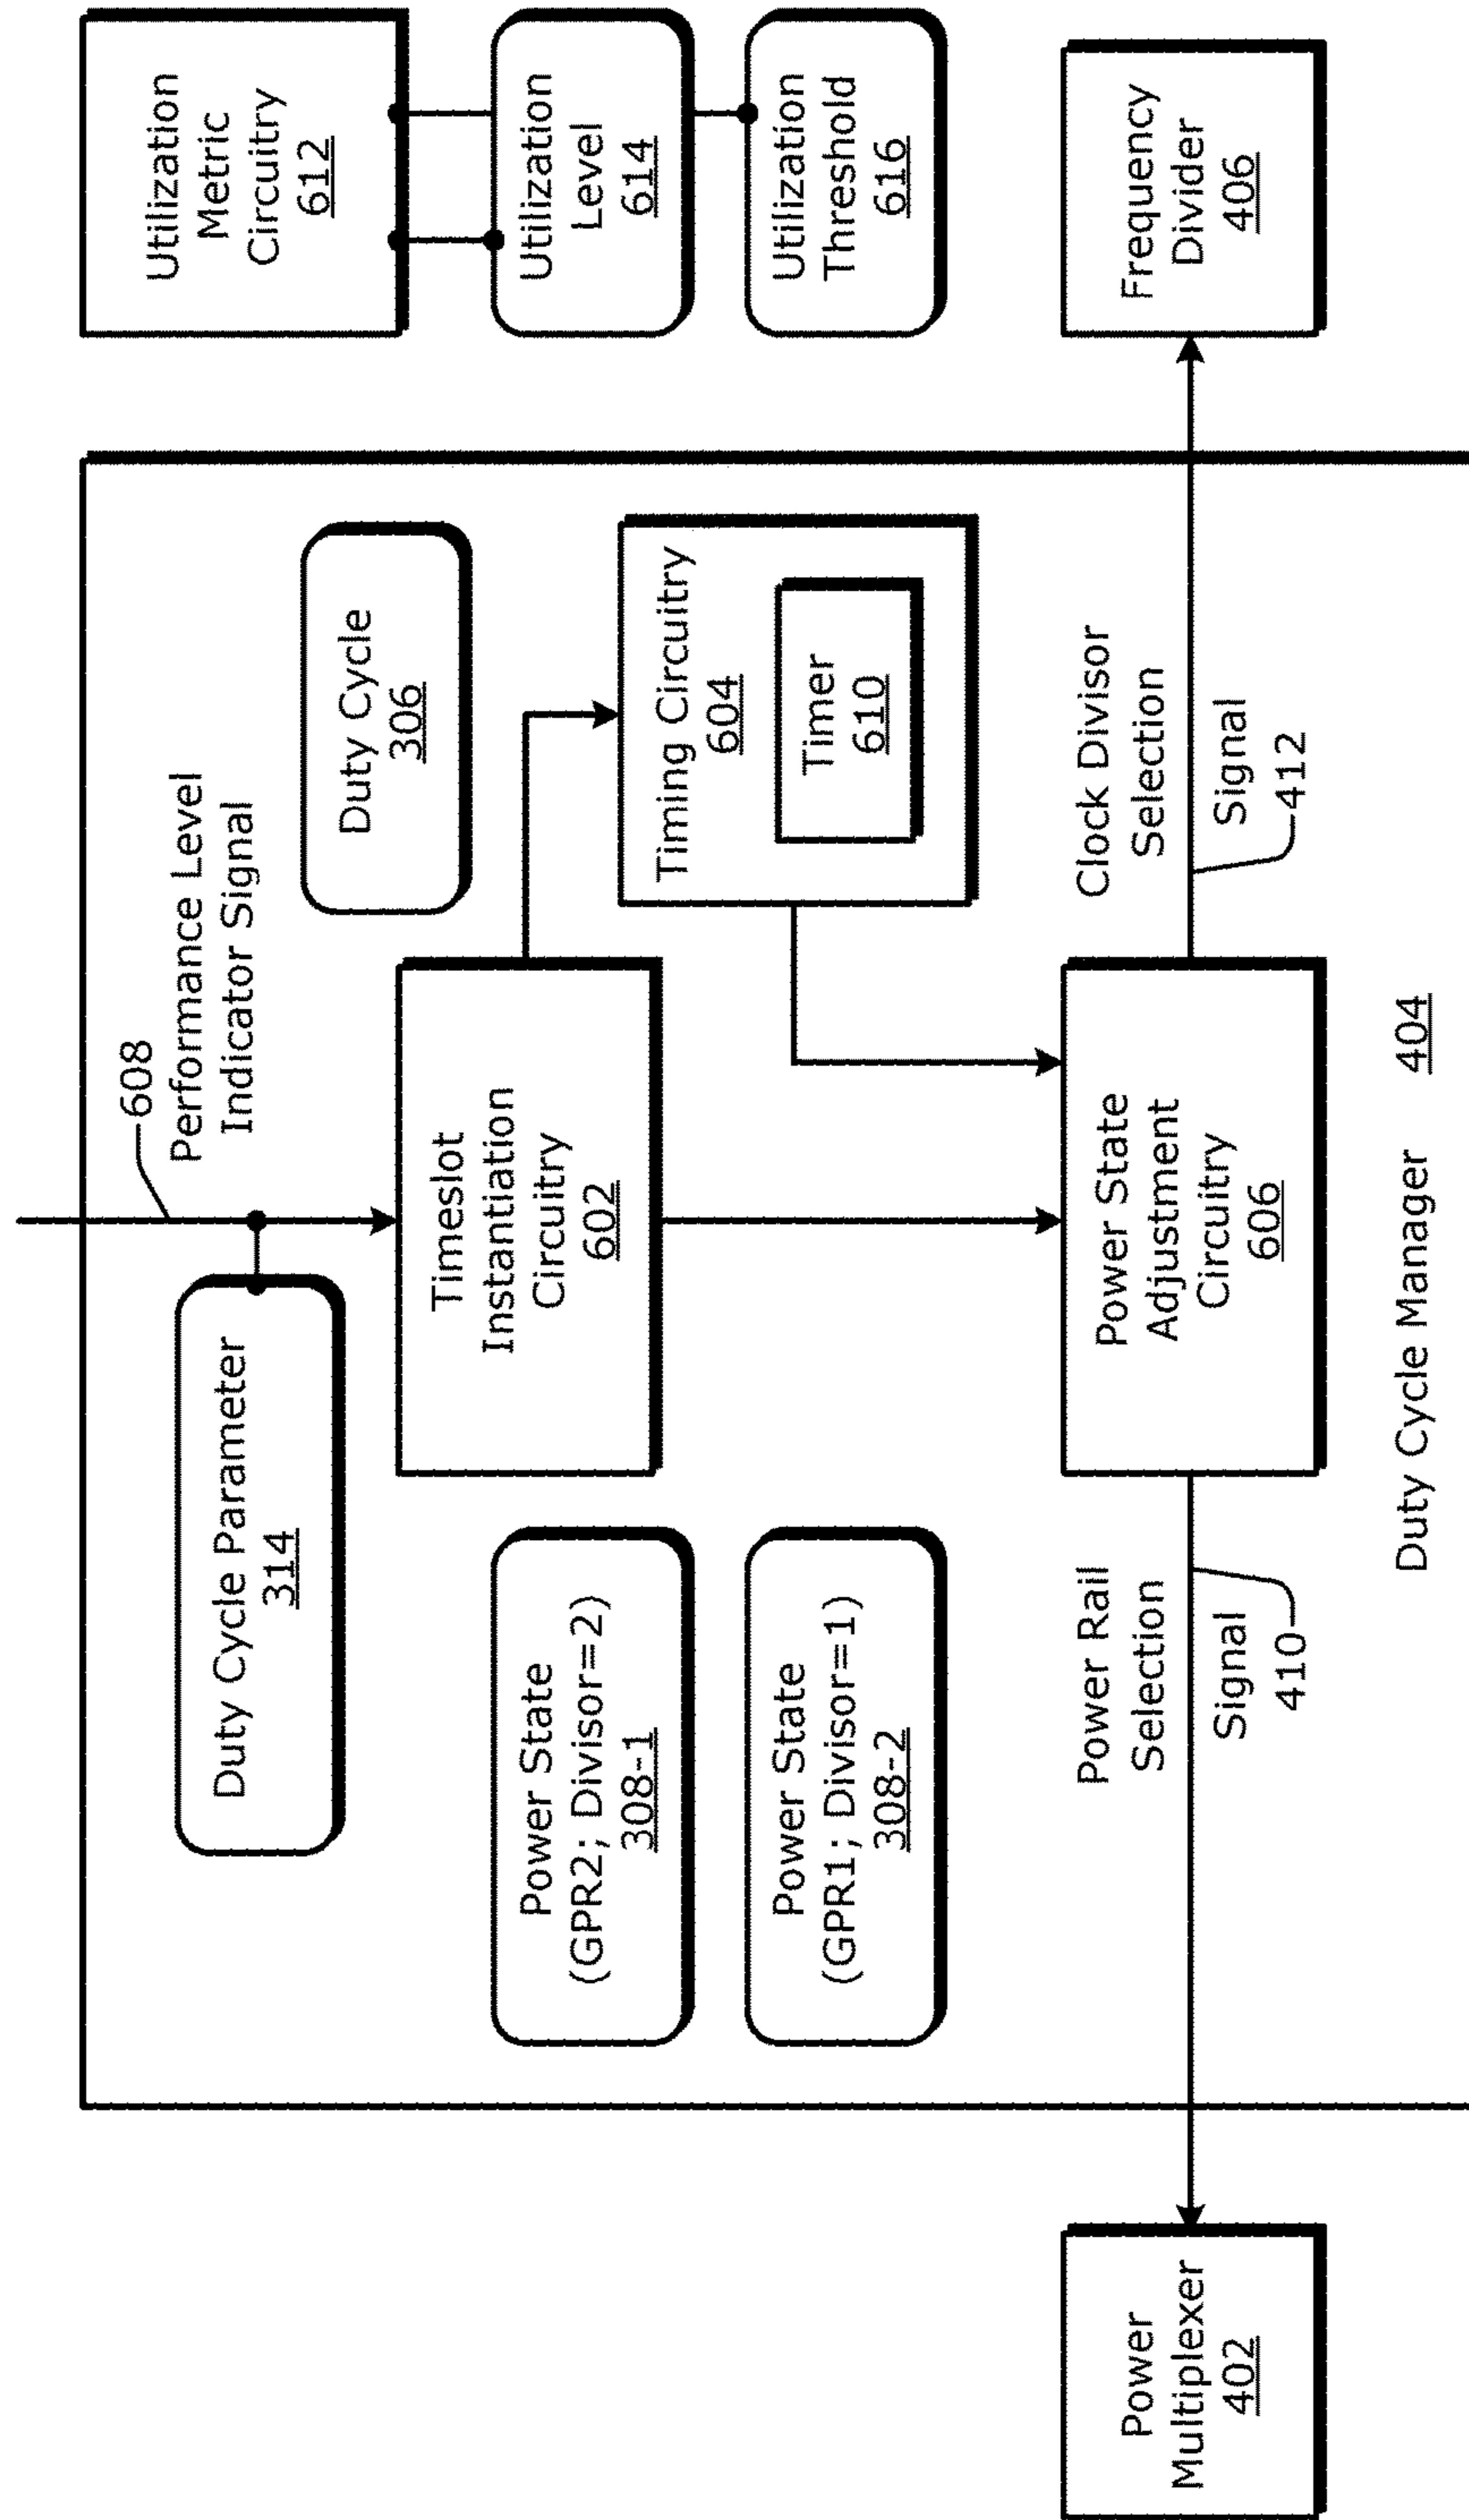 608
Performance Level
Indicator Signal
Duty Cycle Parameter
314
Duty Cycle
306
Utilization
Metric
Circuitry
612
Timeslot
Instantiation
Circuitry
602
Power State
(GPR2; Divisor=2)
308-1
Utilization
Level
614
Timing Circuitry
604
Timer
610
Power State
(GPR1; Divisor=1)
308-2
Utilization
Threshold
616
Power
Multiplexer
402
Power Rail
Selection
Signal
410
Power State
Adjustment
Circuitry
606
Clock Divisor
Selection
Signal
412
Frequency
Divider
406
Duty Cycle Manager 404